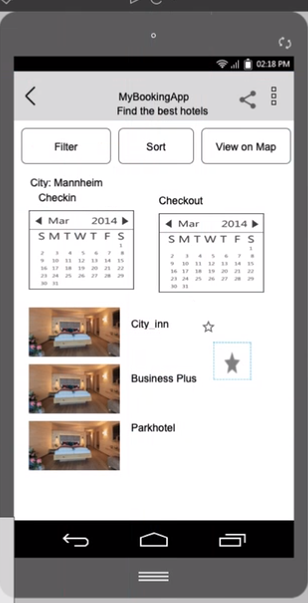 02:18 PM
MyBookingApp
Find the best hotels
Filter
Sort
View on Map
City: Mannheim
Checkin
Checkout
Mar 2014
S M T W T F S
1
2 3 4 5 6 7 8
9 10 11 12 13 14 15
16 17 18 19 20 21 22
23 24 25 26 27 28 29
30 31
Mar 2014
S M T W T F S
1
2 3 4 5 6 7 8
9 10 11 12 13 14 15
16 17 18 19 20 21 22
23 24 25 26 27 28 29
30 31
City_inn
Business Plus
Parkhotel